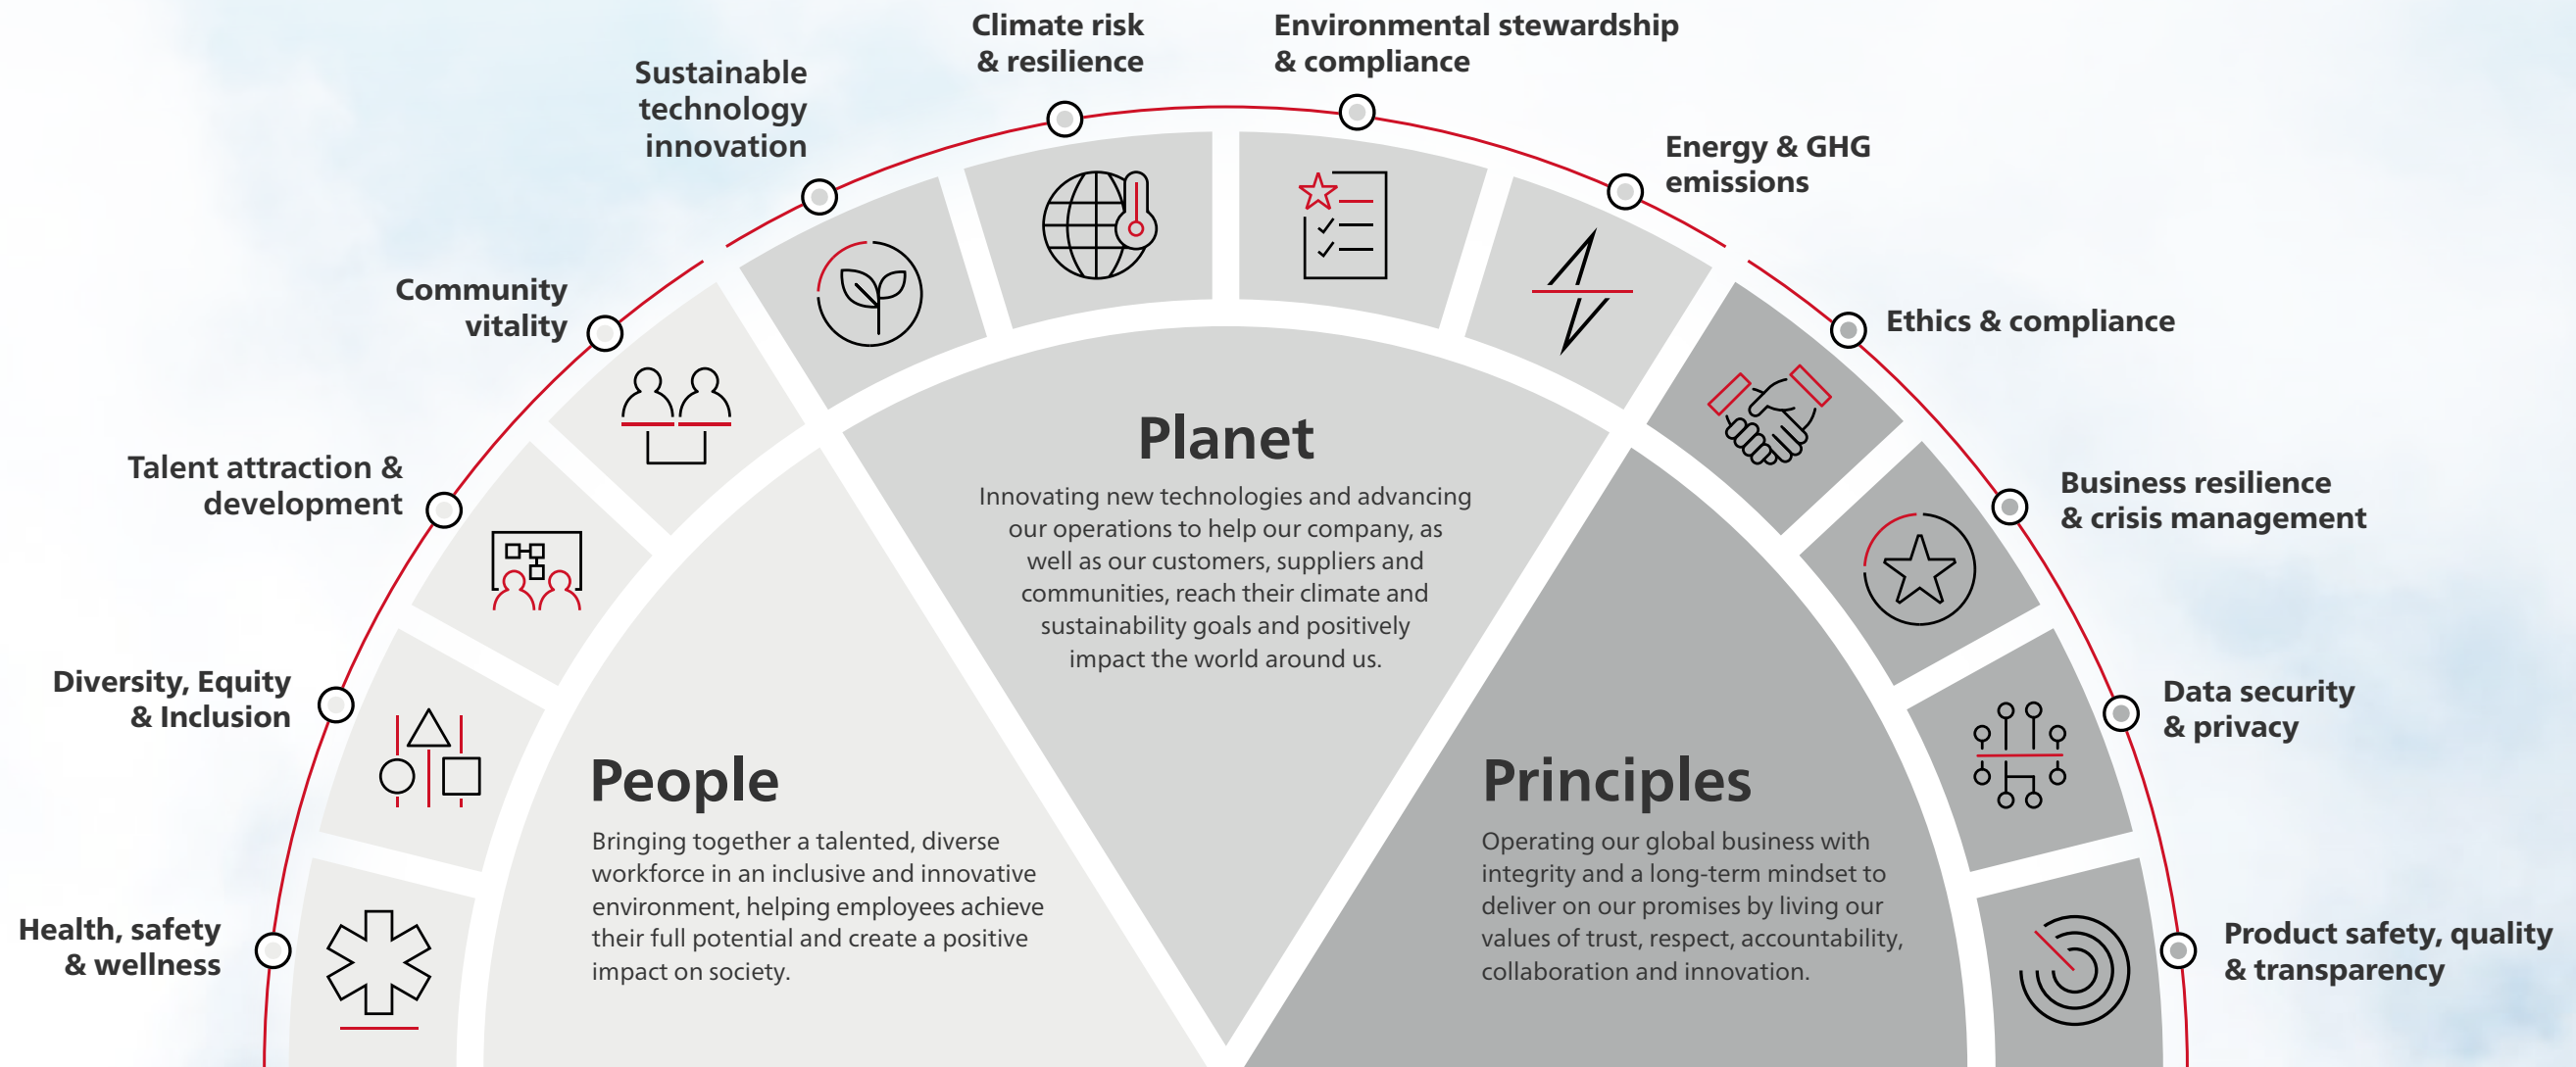 Climate risk
& resilience
Environmental stewardship
& compliance
Sustainable
technology
innovation
Energy & GHG
emissions
Community
vitality
Ethics & compliance
Talent attraction &
development
Business resilience
& crisis management
Diversity, Equity
& Inclusion
Data security
& privacy
Health, safety
& wellness
Product safety, quality
& transparency
Planet
Innovating new technologies and advancing
our operations to help our company, as
well as our customers, suppliers and
communities, reach their climate and
sustainability goals and positively
impact the world around us.
People
Bringing together a talented, diverse
workforce in an inclusive and innovative
environment, helping employees achieve
their full potential and create a positive
impact on society.
Principles
Operating our global business with
integrity and a long-term mindset to
deliver on our promises by living our
values of trust, respect, accountability,
collaboration and innovation.